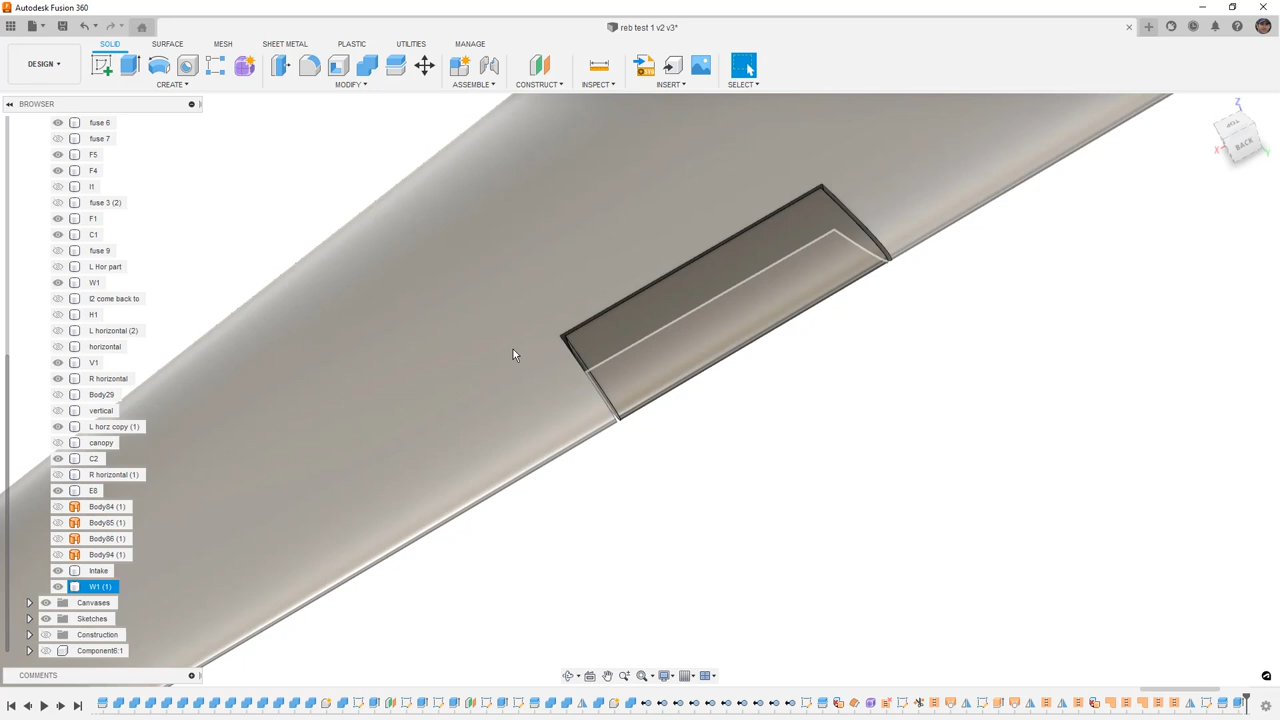 Autodesk Fusion 360
reb test 1 v2 v3*
DESIGN
SOLID SURFACE MESH SHEET METAL PLASTIC UTILITIES MANAGE
CREATE MODIFY ASSEMBLE CONSTRUCT INSPECT INSERT SELECT
BROWSER
fuse 6
fuse 7
F5
F4
I1
fuse 3 (2)
F1
C1
fuse 9
L Hor part
W1
I2 come back to
H1
L horizontal (2)
horizontal
V1
R horizontal
Body29
vertical
L horz copy (1)
canopy
C2
R horizontal (1)
E8
Body84 (1)
Body85 (1)
Body86 (1)
Body94 (1)
Intake
W1 (1)
Canvases
Sketches
Construction
Component6:1
COMMENTS
Z
X
Y
BACK